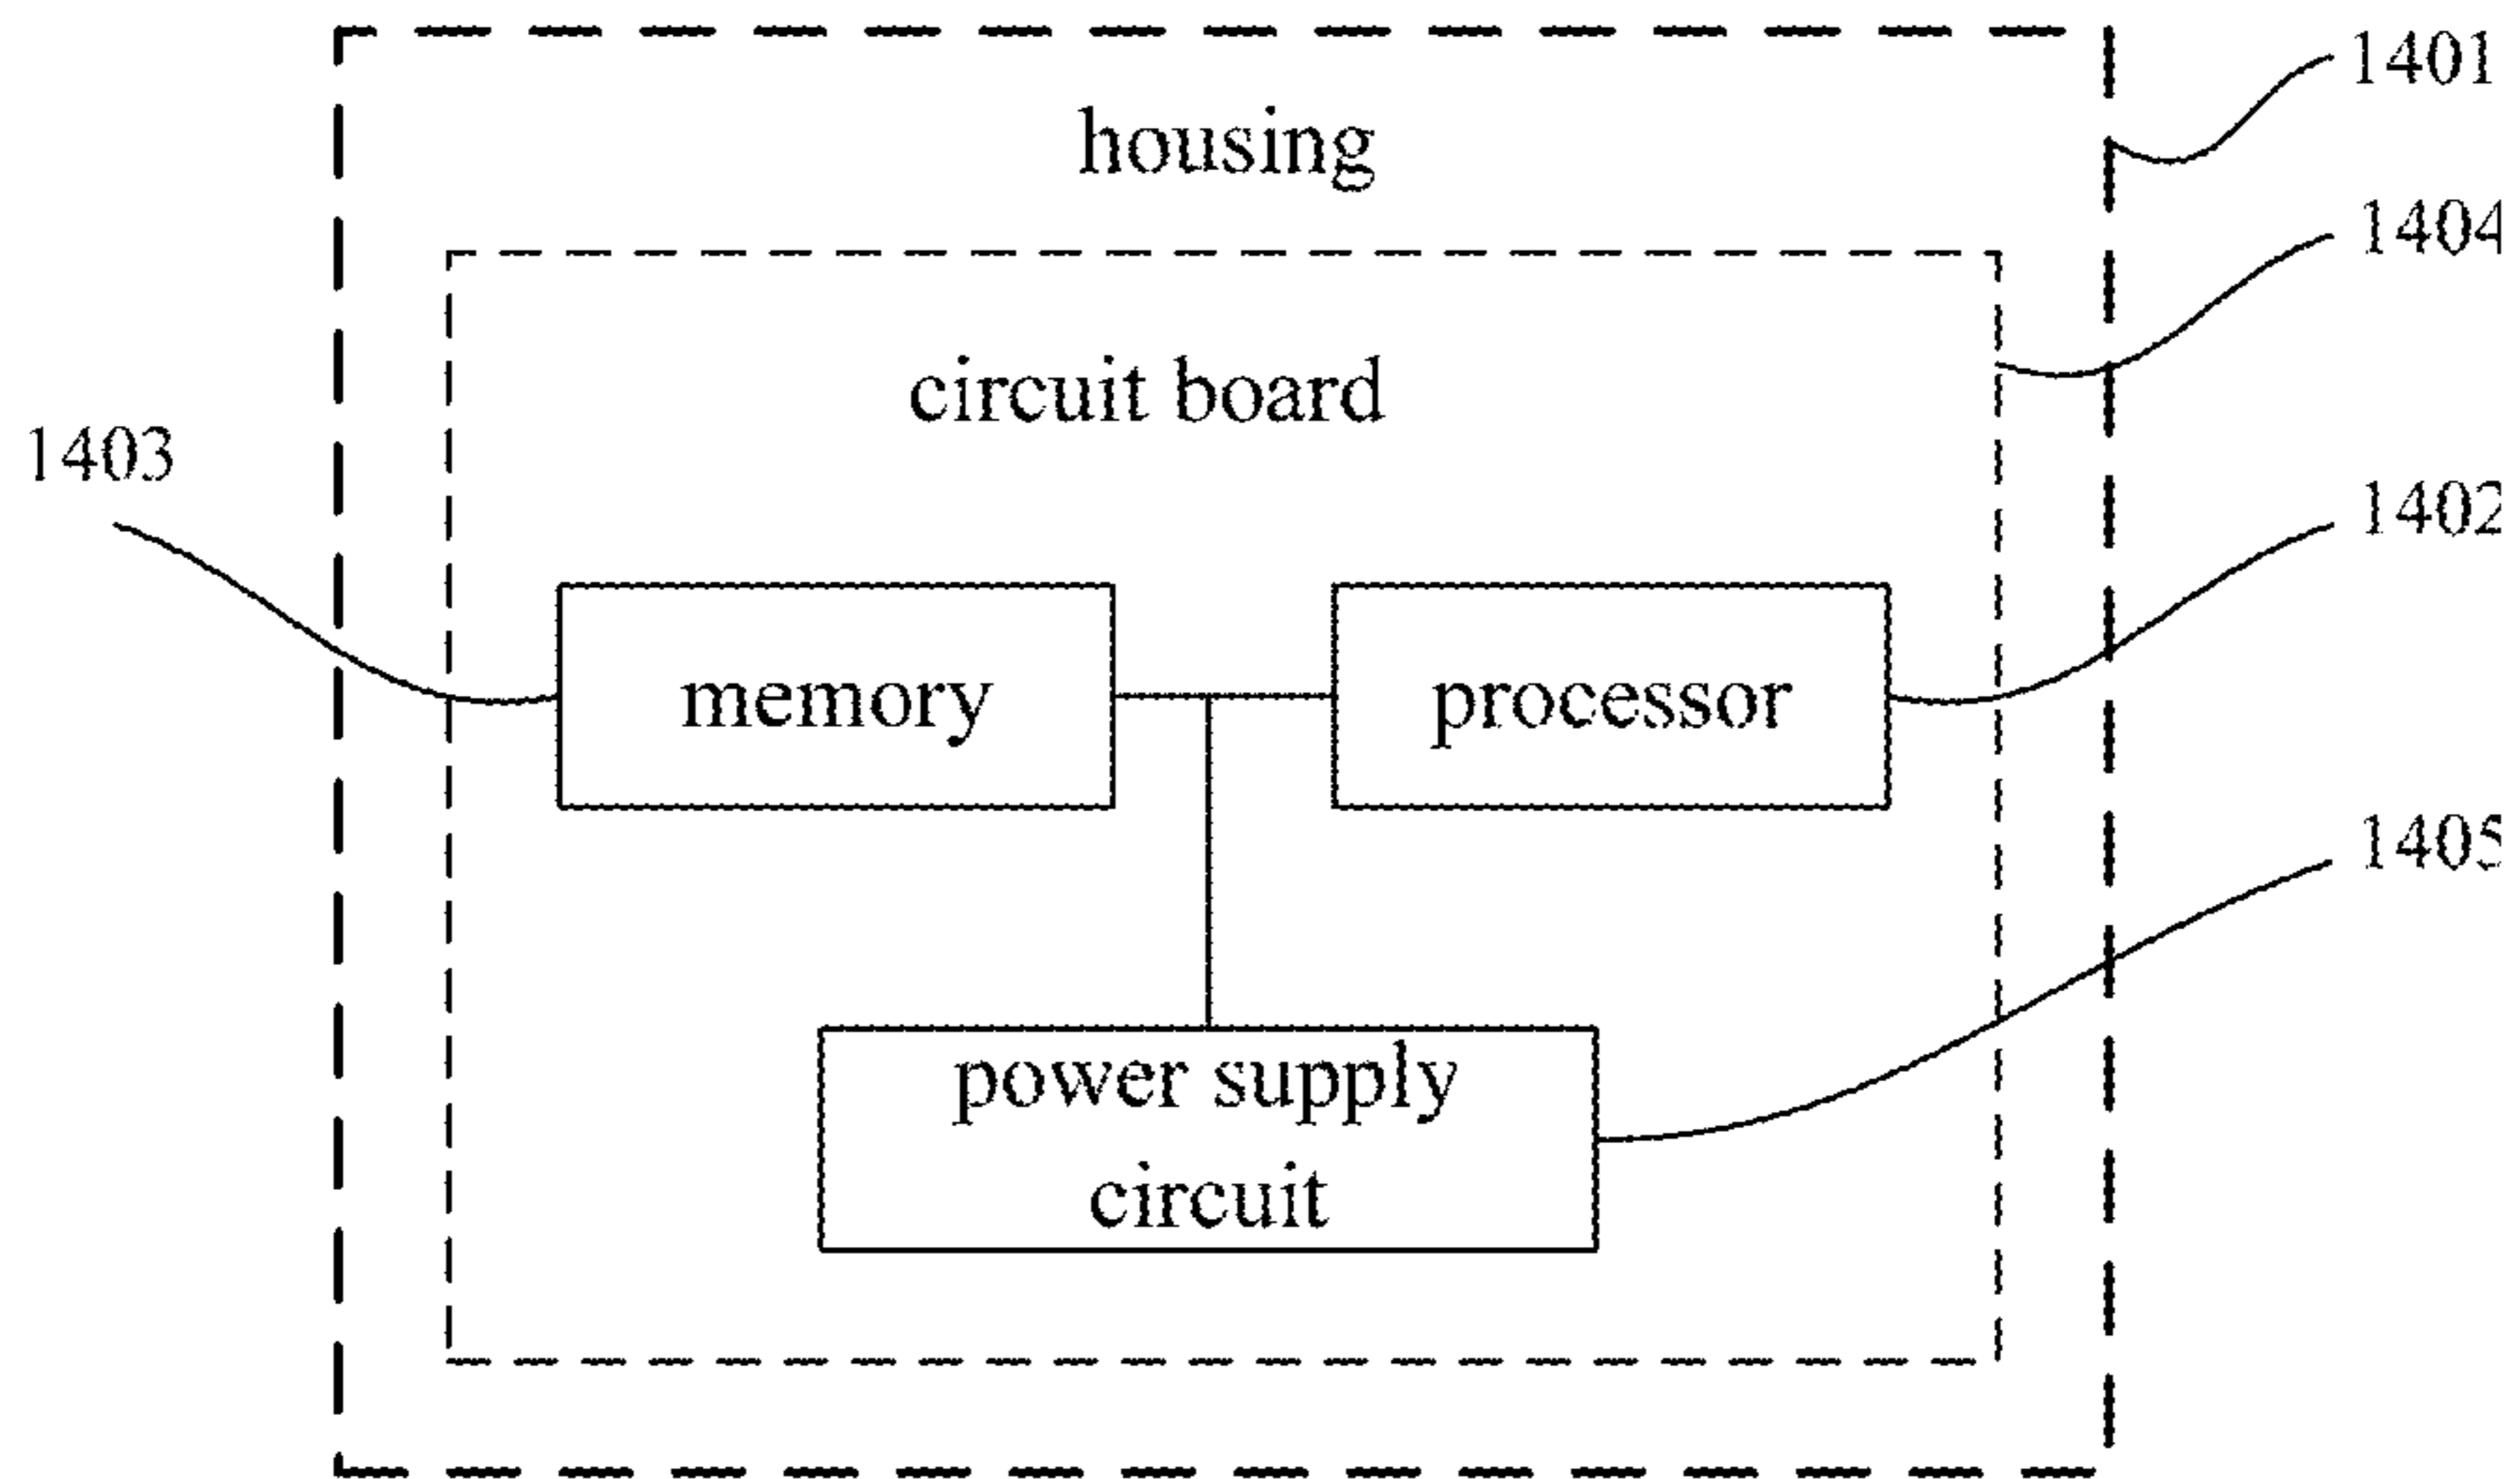 housing
1401
1404
circuit board
1403
1402
memory
processor
1405
power supply
circuit